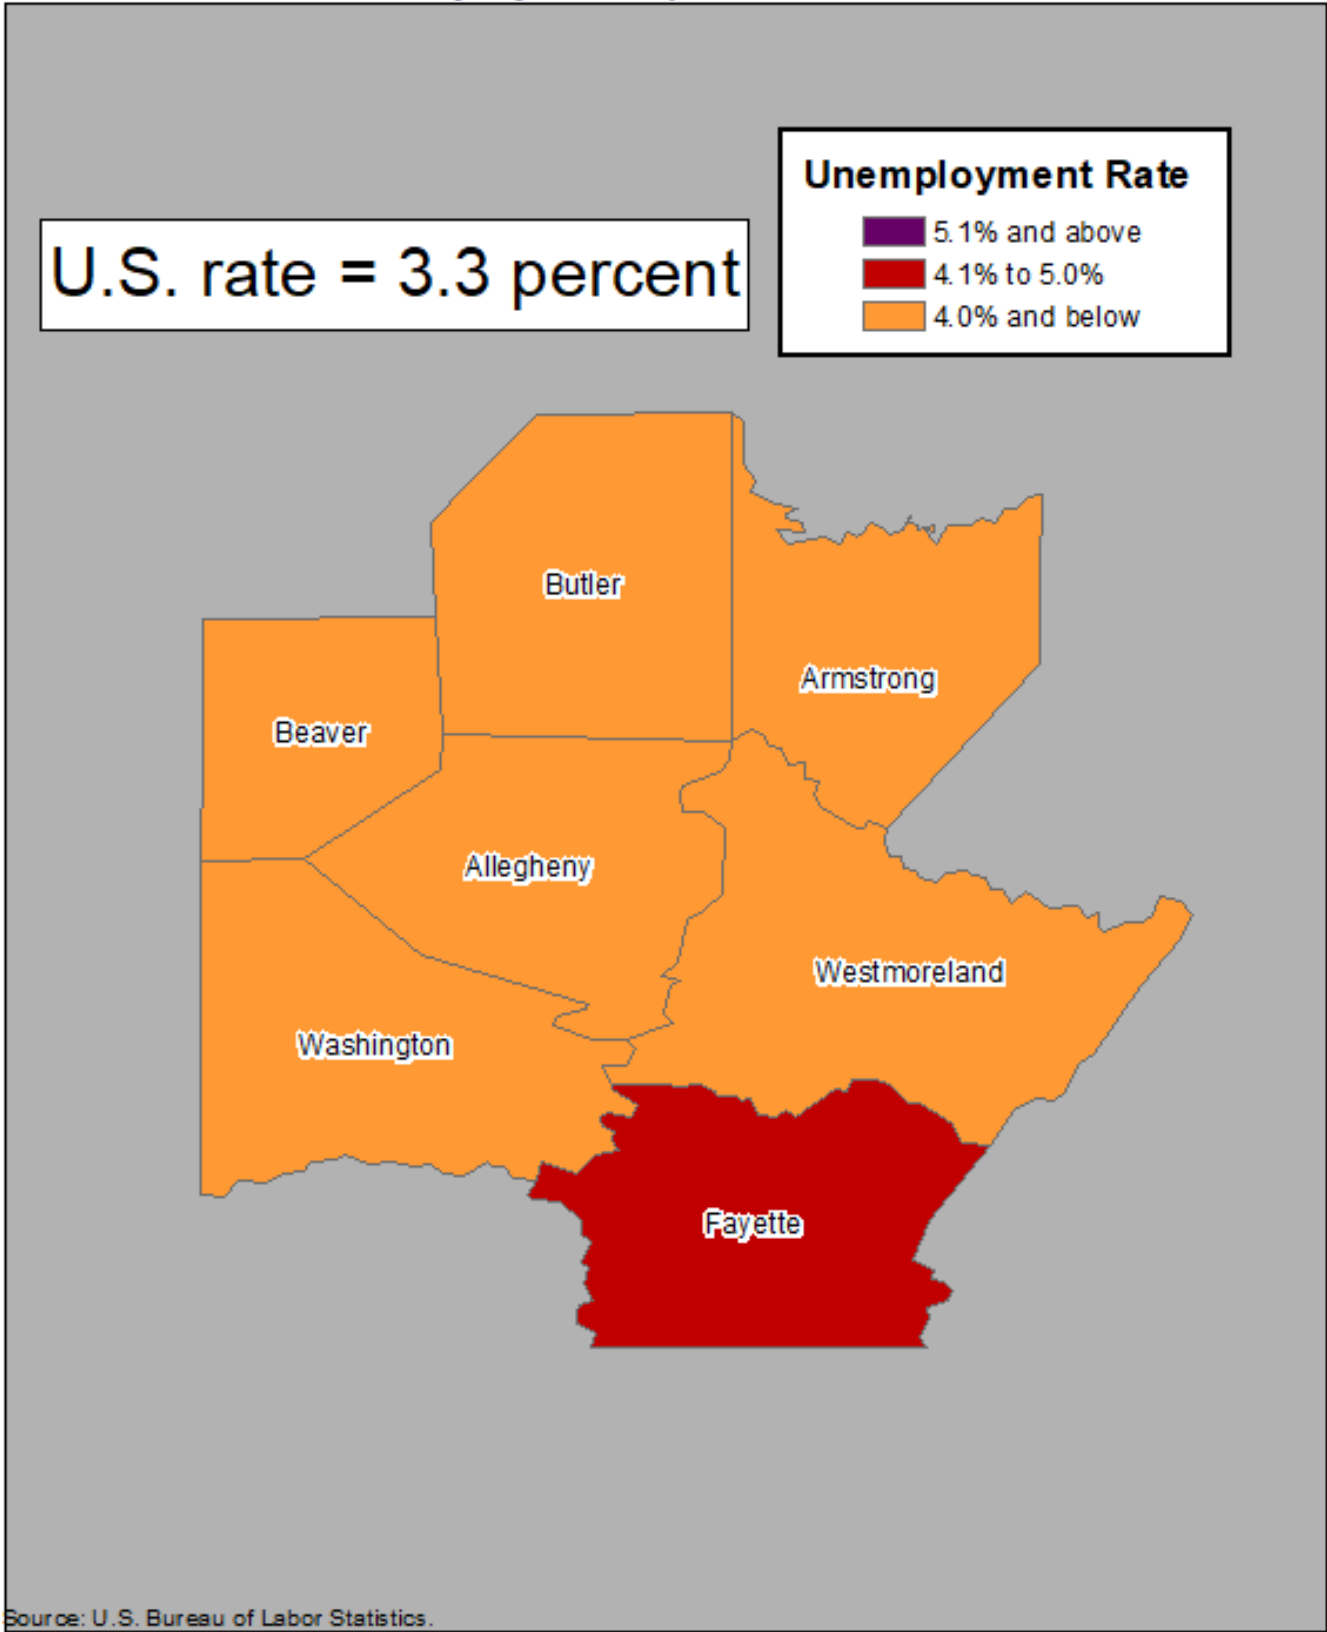 Unemployment Rate
5.1% and above
4.1% to 5.0%
4.0% and below
U.S. rate = 3.3 percent
Butler
Armstrong
Beaver
Allegheny
Westmoreland
Washington
Fayette
Source: U.S. Bureau of Labor Statistics.